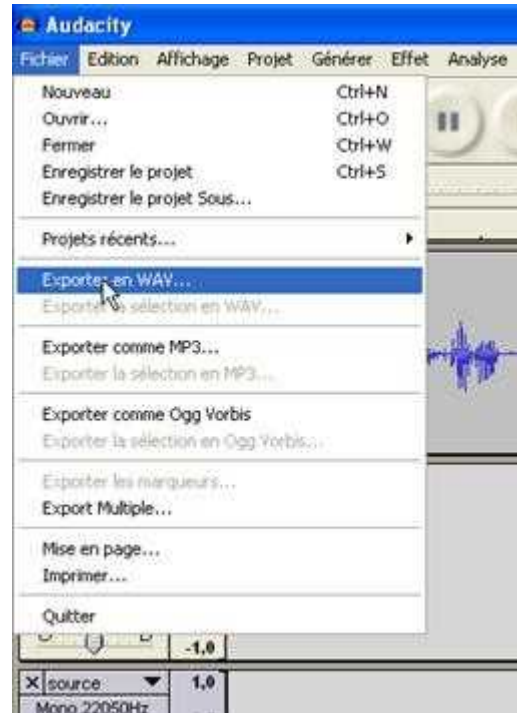 Audacity
Fichier Edition Affichage Projet Générer Effet Analyse
Nouveau Ctrl+N
Ouvrir... Ctrl+O
Fermer Ctrl+W
Enregistrer le projet Ctrl+S
Enregistrer le projet Sous...
Projets récents...
Exporter en WAV...
Exporter la sélection en WAV...
Exporter comme MP3...
Exporter la sélection en MP3...
Exporter comme Ogg Vorbis
Exporter la sélection en Ogg Vorbis...
Exporter les marqueurs...
Export Multiple...
Mise en page...
Imprimer...
Quitter
-1,0
X source 1,0
Mono 22050Hz